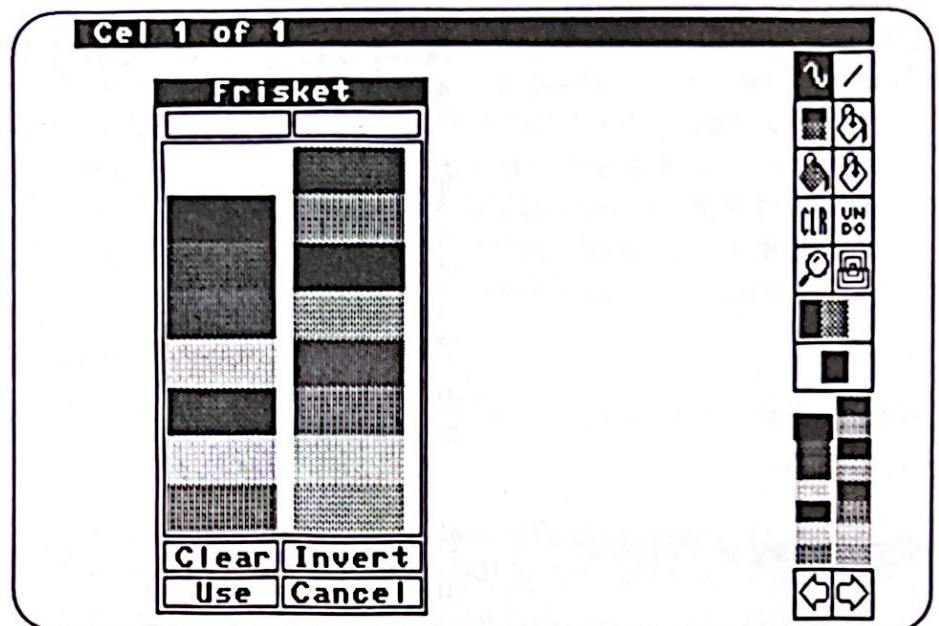 Cel 1 of 1
Frisket
CLR UN DO
Clear Invert
Use Cancel